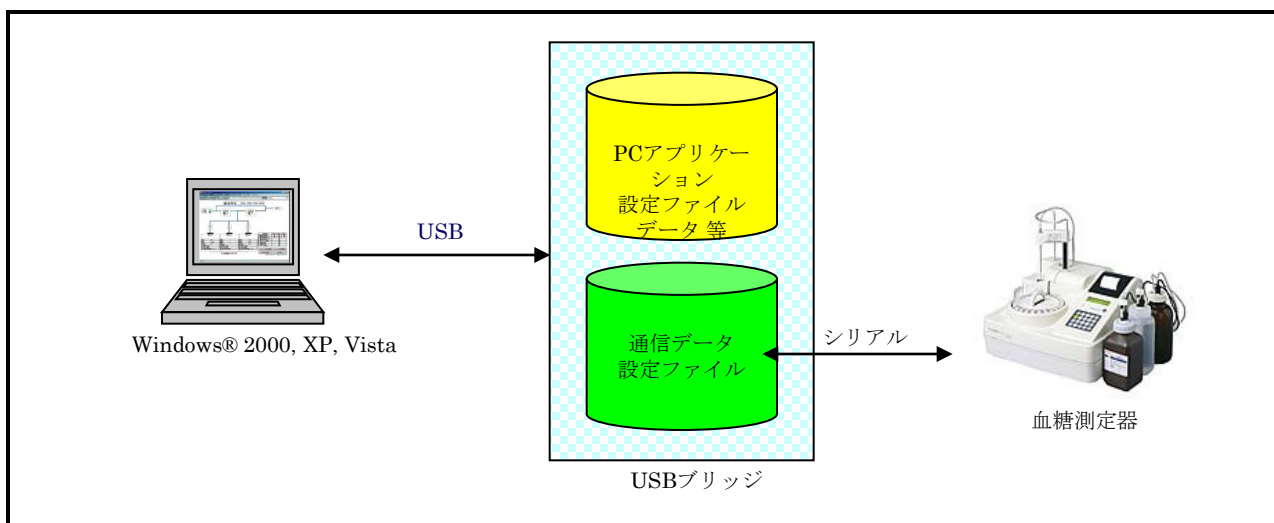 PCアプリケー
ション
設定ファイル
データ 等
USB
Windows® 2000, XP, Vista
通信データ
設定ファイル
シリアル
血糖測定器
USBブリッジ